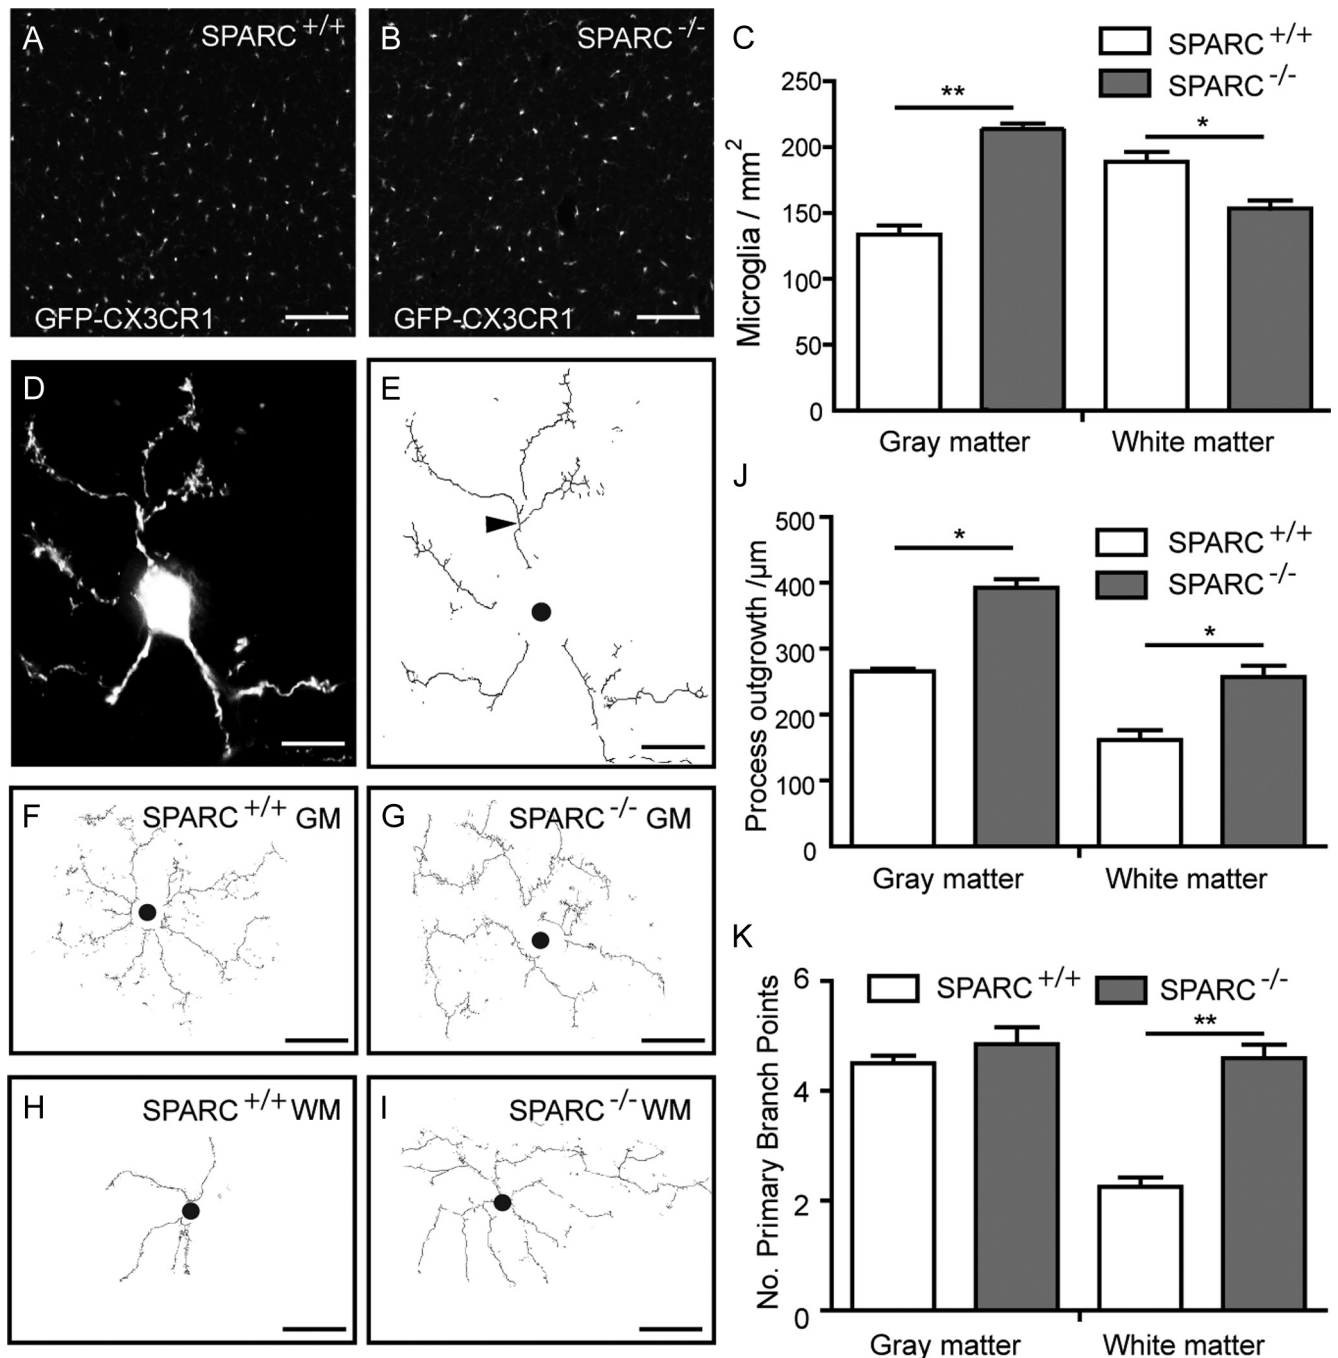 A SPARC +/+
GFP-CX3CR1
B SPARC -/-
GFP-CX3CR1
C
SPARC +/+
SPARC -/-
250
200
150
100
50
0
Microglia / mm²
**
*
Gray matter White matter
D
E
F SPARC +/+ GM
G SPARC -/- GM
H SPARC +/+ WM
I SPARC -/- WM
J
SPARC +/+
SPARC -/-
500
400
300
200
100
0
Process outgrowth /µm
*
*
Gray matter White matter
K
SPARC +/+ SPARC -/-
6
4
2
0
No. Primary Branch Points
**
Gray matter White matter